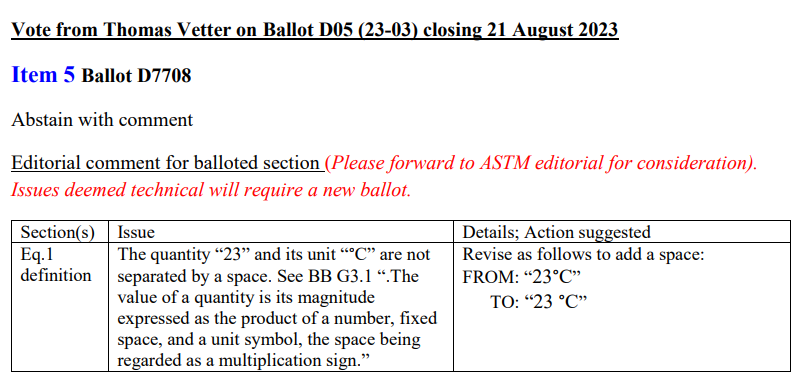 Vote from Thomas Vetter on Ballot D05 (23-03) closing 21 August 2023
Item 5 Ballot D7708
Abstain with comment
Editorial comment for balloted section (Please forward to ASTM editorial for consideration).
Issues deemed technical will require a new ballot.
Section(s) Issue Details; Action suggested
Eq.1 The quantity “23” and its unit “°C” are not Revise as follows to add a space:
definition separated by a space. See BB G3.1 “.The FROM: “23°C”
value of a quantity is its magnitude TO: “23 °C”
expressed as the product of a number, fixed
space, and a unit symbol, the space being
regarded as a multiplication sign.”